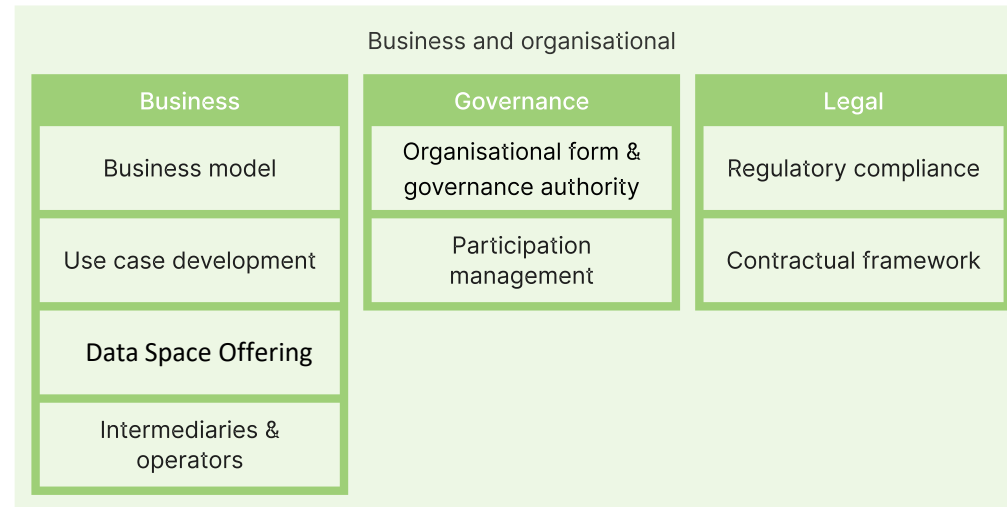 Business and organisational
Business
Business model
Use case development
Data Space Offering
Intermediaries &
operators
Governance
Organisational form &
governance authority
Participation
management
Legal
Regulatory compliance
Contractual framework